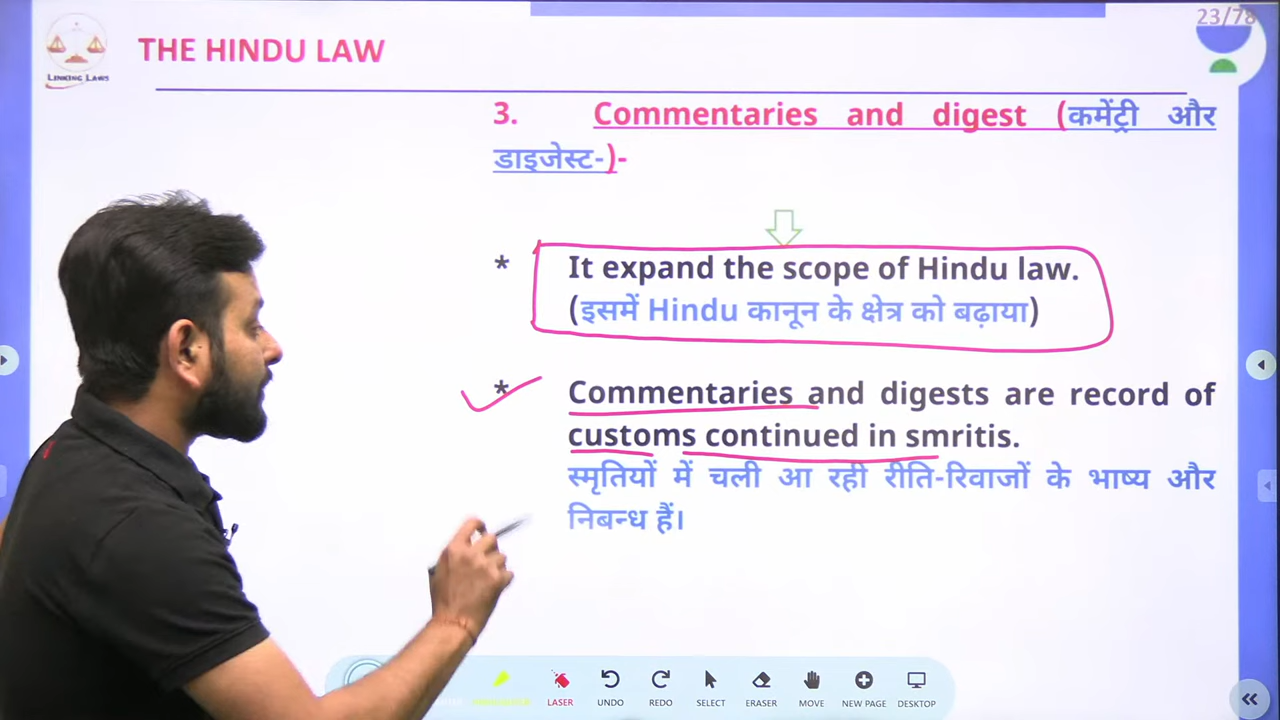 23/78
THE HINDU LAW
LINKING LAWS
3. Commentaries and digest (कमेंट्री और
डाइजेस्ट-)-
* It expand the scope of Hindu law.
(इसमें Hindu कानून के क्षेत्र को बढ़ाया)
* Commentaries and digests are record of
customs continued in smritis.
स्मृतियों में चली आ रही रीति-रिवाजों के भाष्य और
निबन्ध हैं।
LASER UNDO REDO SELECT ERASER MOVE NEW PAGE DESKTOP